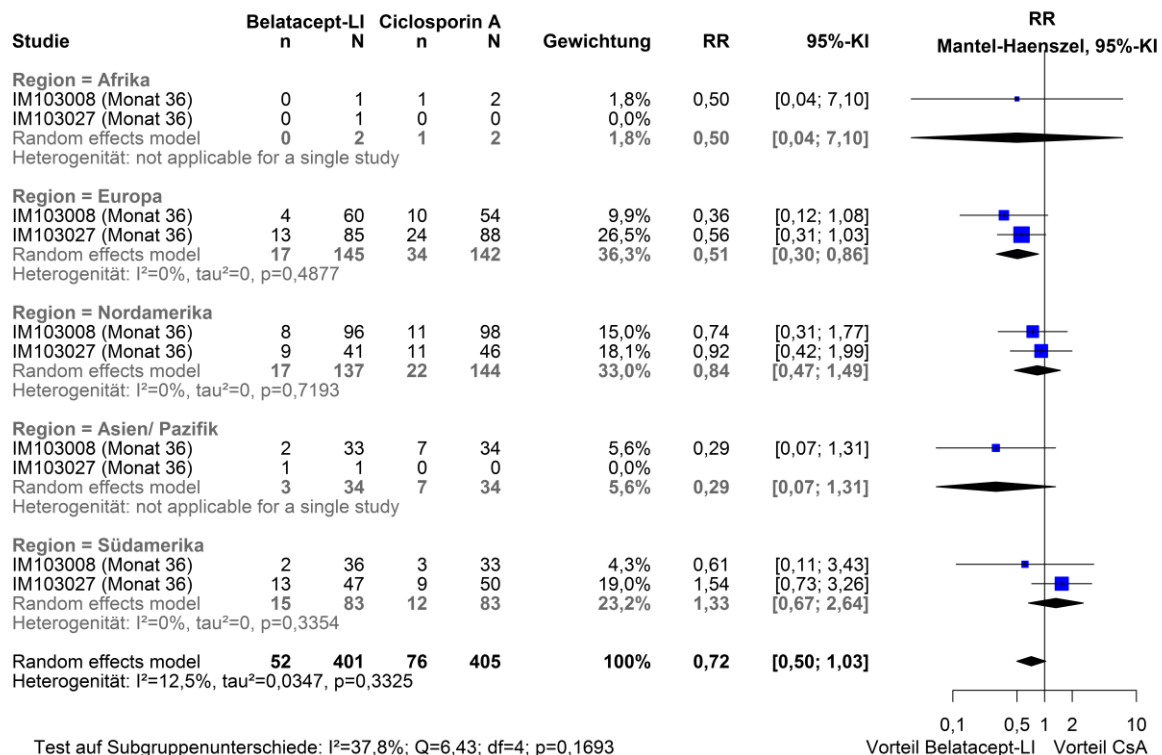 Belatacept-LI Ciclosporin A RR
Studie n N n N Gewichtung RR 95%-KI Mantel-Haenszel, 95%-KI
Region = Afrika
IM103008 (Monat 36) 0 1 1 2 1,8% 0,50 [0,04; 7,10]
IM103027 (Monat 36) 0 1 0 0 0,0%
Random effects model 0 2 1 2 1,8% 0,50 [0,04; 7,10]
Heterogenität: not applicable for a single study
Region = Europa
IM103008 (Monat 36) 4 60 10 54 9,9% 0,36 [0,12; 1,08]
IM103027 (Monat 36) 13 85 24 88 26,5% 0,56 [0,31; 1,03]
Random effects model 17 145 34 142 36,3% 0,51 [0,30; 0,86]
Heterogenität: I²=0%, tau²=0, p=0,4877
Region = Nordamerika
IM103008 (Monat 36) 8 96 11 98 15,0% 0,74 [0,31; 1,77]
IM103027 (Monat 36) 9 41 11 46 18,1% 0,92 [0,42; 1,99]
Random effects model 17 137 22 144 33,0% 0,84 [0,47; 1,49]
Heterogenität: I²=0%, tau²=0, p=0,7193
Region = Asien/ Pazifik
IM103008 (Monat 36) 2 33 7 34 5,6% 0,29 [0,07; 1,31]
IM103027 (Monat 36) 1 1 0 0 0,0%
Random effects model 3 34 7 34 5,6% 0,29 [0,07; 1,31]
Heterogenität: not applicable for a single study
Region = Südamerika
IM103008 (Monat 36) 2 36 3 33 4,3% 0,61 [0,11; 3,43]
IM103027 (Monat 36) 13 47 9 50 19,0% 1,54 [0,73; 3,26]
Random effects model 15 83 12 83 23,2% 1,33 [0,67; 2,64]
Heterogenität: I²=0%, tau²=0, p=0,3354
Random effects model 52 401 76 405 100% 0,72 [0,50; 1,03]
Heterogenität: I²=12,5%, tau²=0,0347, p=0,3325
0,1 0,5 1 2 10
Test auf Subgruppenunterschiede: I²=37,8%; Q=6,43; df=4; p=0,1693 Vorteil Belatacept-LI Vorteil CsA